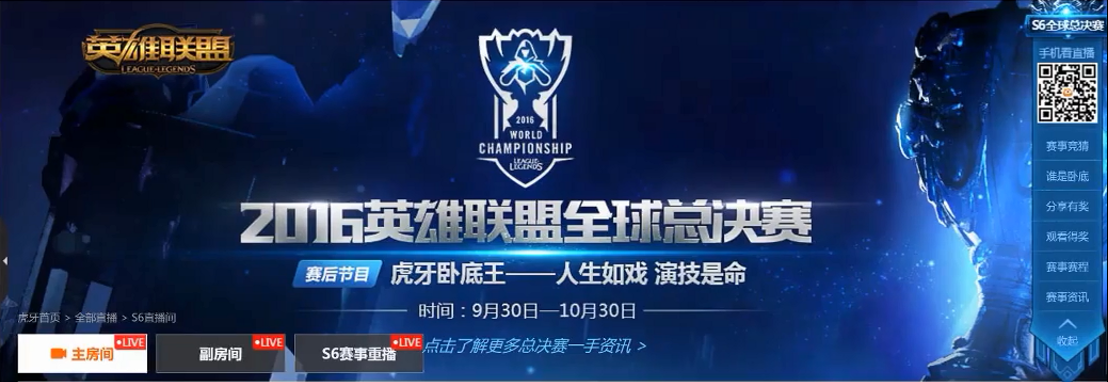 英雄联盟
LEAGUE of LEGENDS
2016
WORLD
CHAMPIONSHIP
LEAGUE of
LEGENDS
2016英雄联盟全球总决赛
赛后节目 虎牙卧底王——人生如戏 演技是命
时间:9月30日—10月30日
虎牙首页 > 全部直播 > S6直播间
主房间 •LIVE
副房间 •LIVE
S6赛事重播 •LIVE
点击了解更多总决赛一手资讯 >
S6全球总决赛
手机看直播
赛事竞猜
谁是卧底
分享有奖
观看得奖
赛事赛程
赛事资讯
收起